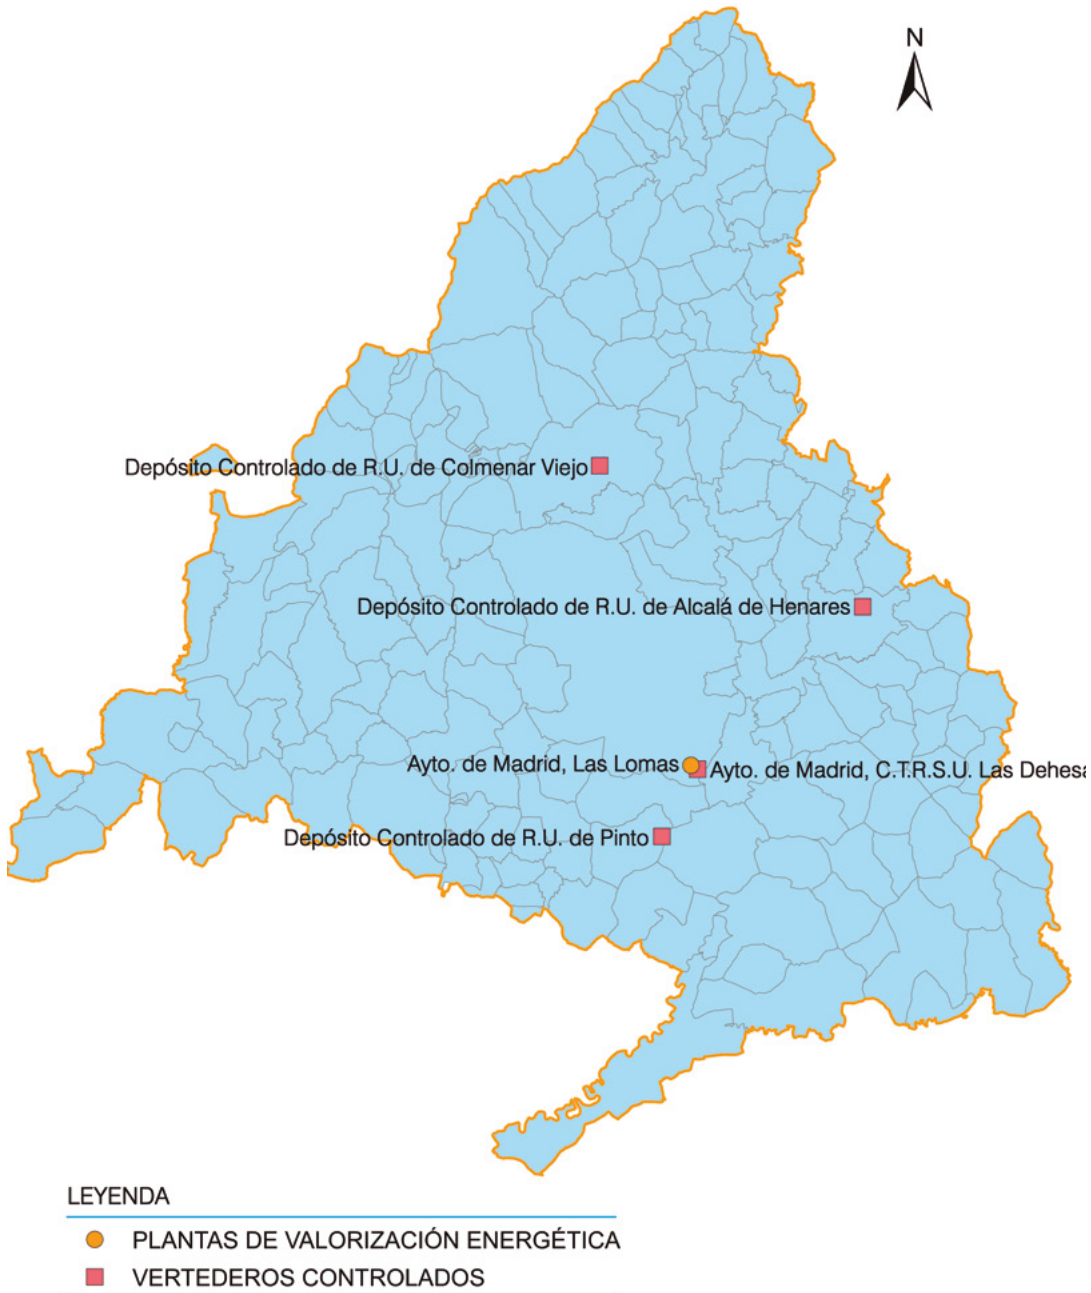 N
Depósito Controlado de R.U. de Colmenar Viejo
Depósito Controlado de R.U. de Alcalá de Henares
Ayto. de Madrid, Las Lomas
Ayto. de Madrid, C.T.R.S.U. Las Dehesa
Depósito Controlado de R.U. de Pinto
LEYENDA
PLANTAS DE VALORIZACIÓN ENERGÉTICA
VERTEDEROS CONTROLADOS